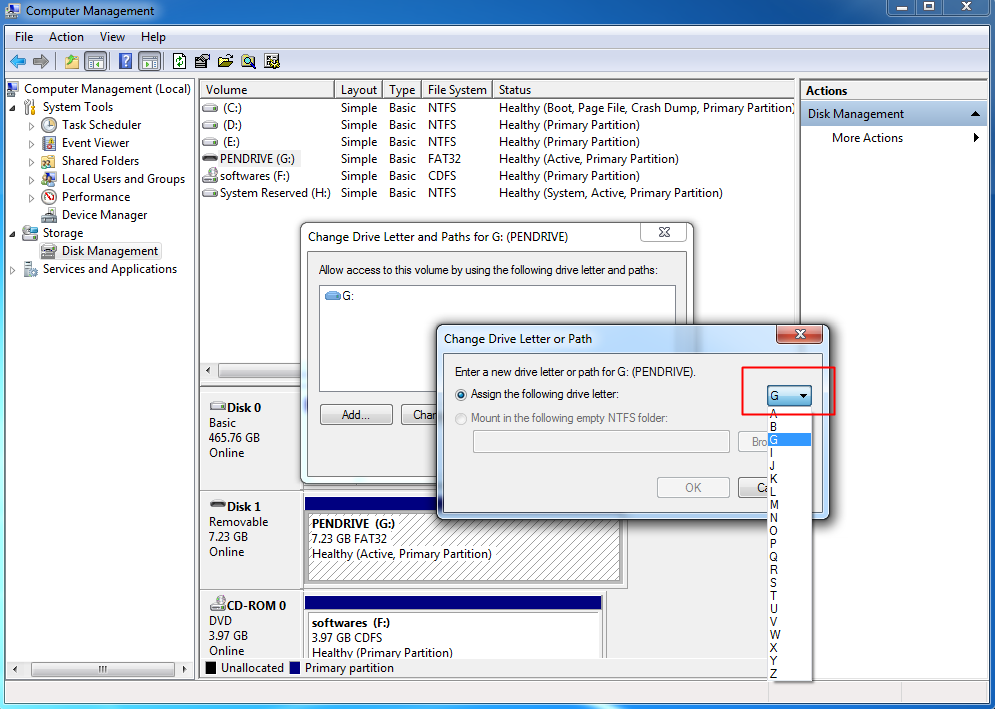 Computer Management
File Action View Help
Computer Management (Local)
System Tools
Task Scheduler
Event Viewer
Shared Folders
Local Users and Groups
Performance
Device Manager
Storage
Disk Management
Services and Applications
Volume Layout Type File System Status
(C:) Simple Basic NTFS Healthy (Boot, Page File, Crash Dump, Primary Partition)
(D:) Simple Basic NTFS Healthy (Primary Partition)
(E:) Simple Basic NTFS Healthy (Primary Partition)
PENDRIVE (G:) Simple Basic FAT32 Healthy (Active, Primary Partition)
softwares (F:) Simple Basic CDFS Healthy (Primary Partition)
System Reserved (H:) Simple Basic NTFS Healthy (System, Active, Primary Partition)
Actions
Disk Management
More Actions
Change Drive Letter and Paths for G: (PENDRIVE)
Allow access to this volume by using the following drive letter and paths:
G:
Add... Chan
Change Drive Letter or Path
Enter a new drive letter or path for G: (PENDRIVE).
Assign the following drive letter:
G
Mount in the following empty NTFS folder:
Bro
OK Ca
A
B
G
I
J
K
L
M
N
O
P
Q
R
S
T
U
V
W
X
Y
Z
Disk 0
Basic
465.76 GB
Online
Disk 1
Removable
7.23 GB
Online
PENDRIVE (G:)
7.23 GB FAT32
Healthy (Active, Primary Partition)
CD-ROM 0
DVD
3.97 GB
Online
softwares (F:)
3.97 GB CDFS
Healthy (Primary Partition)
Unallocated Primary partition